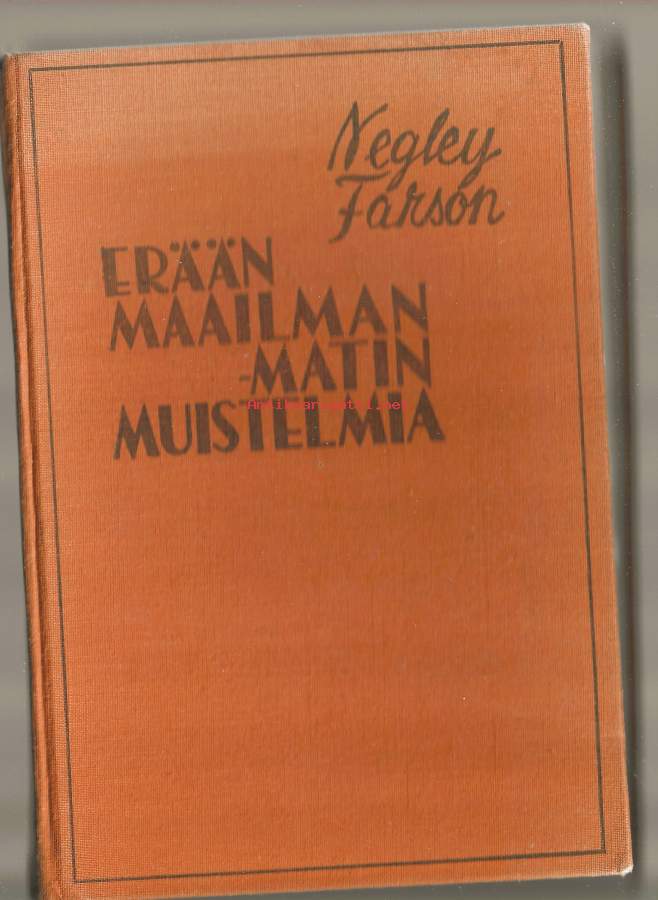 Negley
Farson
ERÄÄN
MAAILMAN
-MATIN
MUISTELMIA